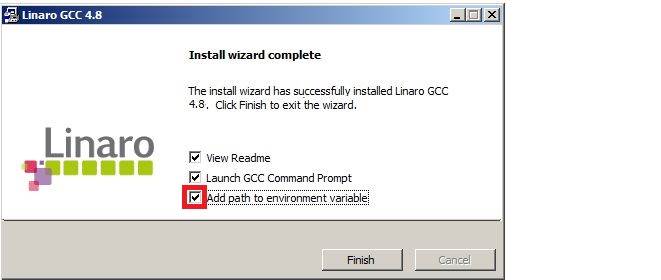 Linaro GCC 4.8
Install wizard complete
The install wizard has successfully installed Linaro GCC
4.8. Click Finish to exit the wizard.
Linaro
View Readme
Launch GCC Command Prompt
Add path to environment variable
Finish
Cancel